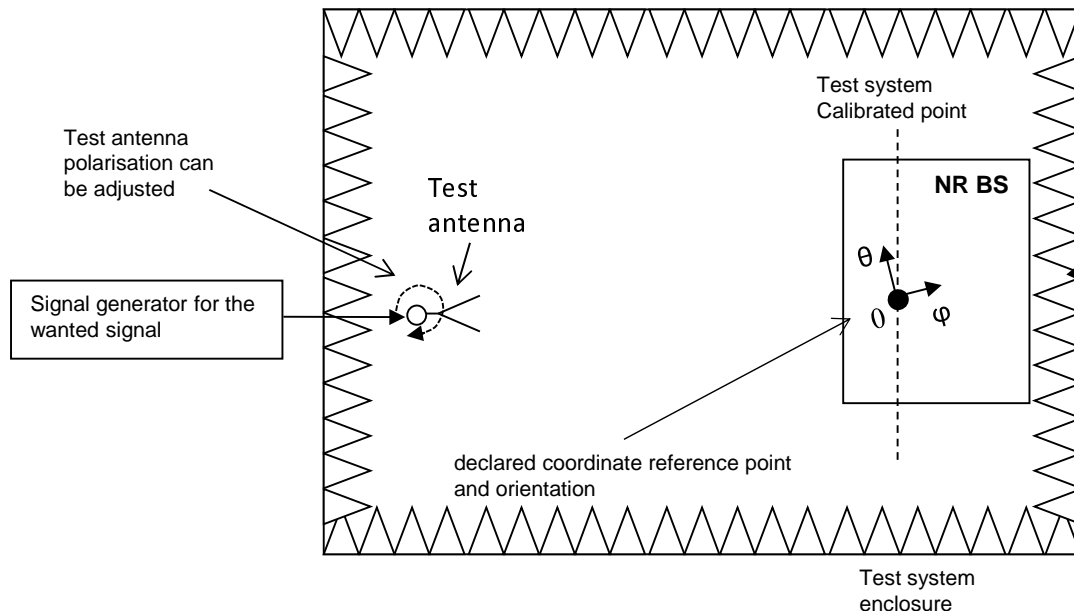 Test system
Calibrated point
Test antenna
polarisation can
be adjusted
Test
antenna
NR BS
θ
0
φ
Signal generator for the
wanted signal
declared coordinate reference point
and orientation
Test system
enclosure